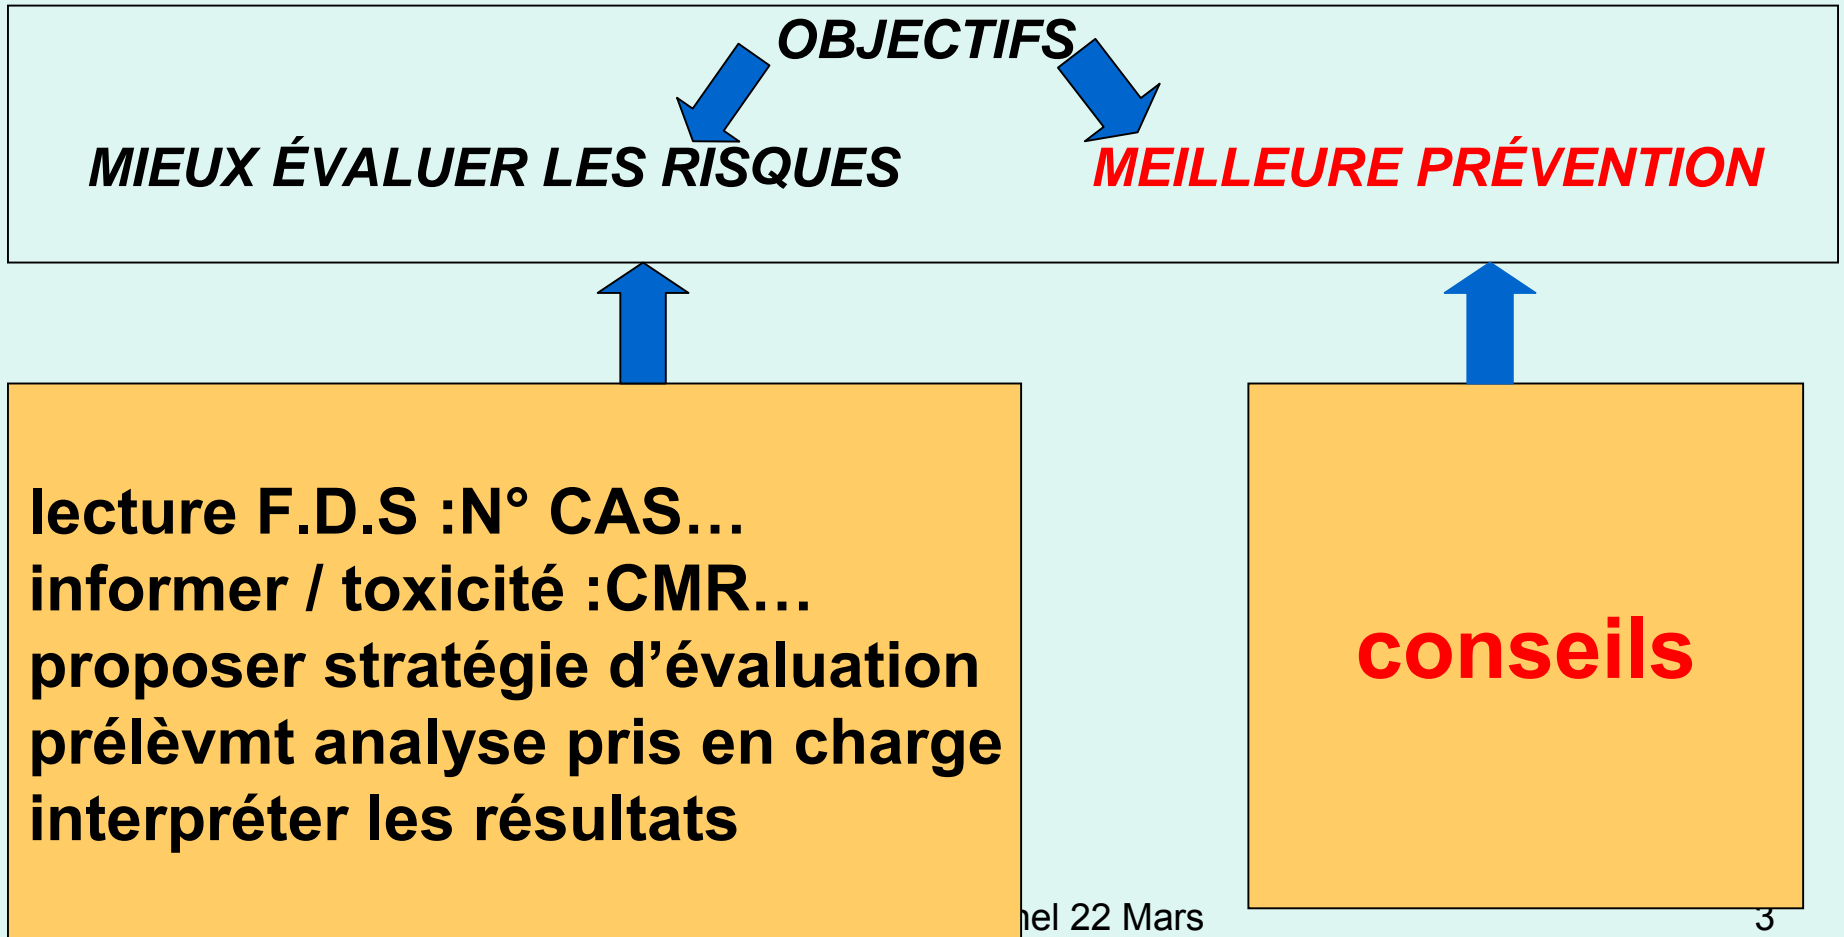 OBJECTIFS
MIEUX ÉVALUER LES RISQUES
MEILLEURE PRÉVENTION
lecture F.D.S :N° CAS…
informer / toxicité :CMR…
proposer stratégie d’évaluation
prélèvmt analyse pris en charge
interpréter les résultats
conseils
22 Mars
3